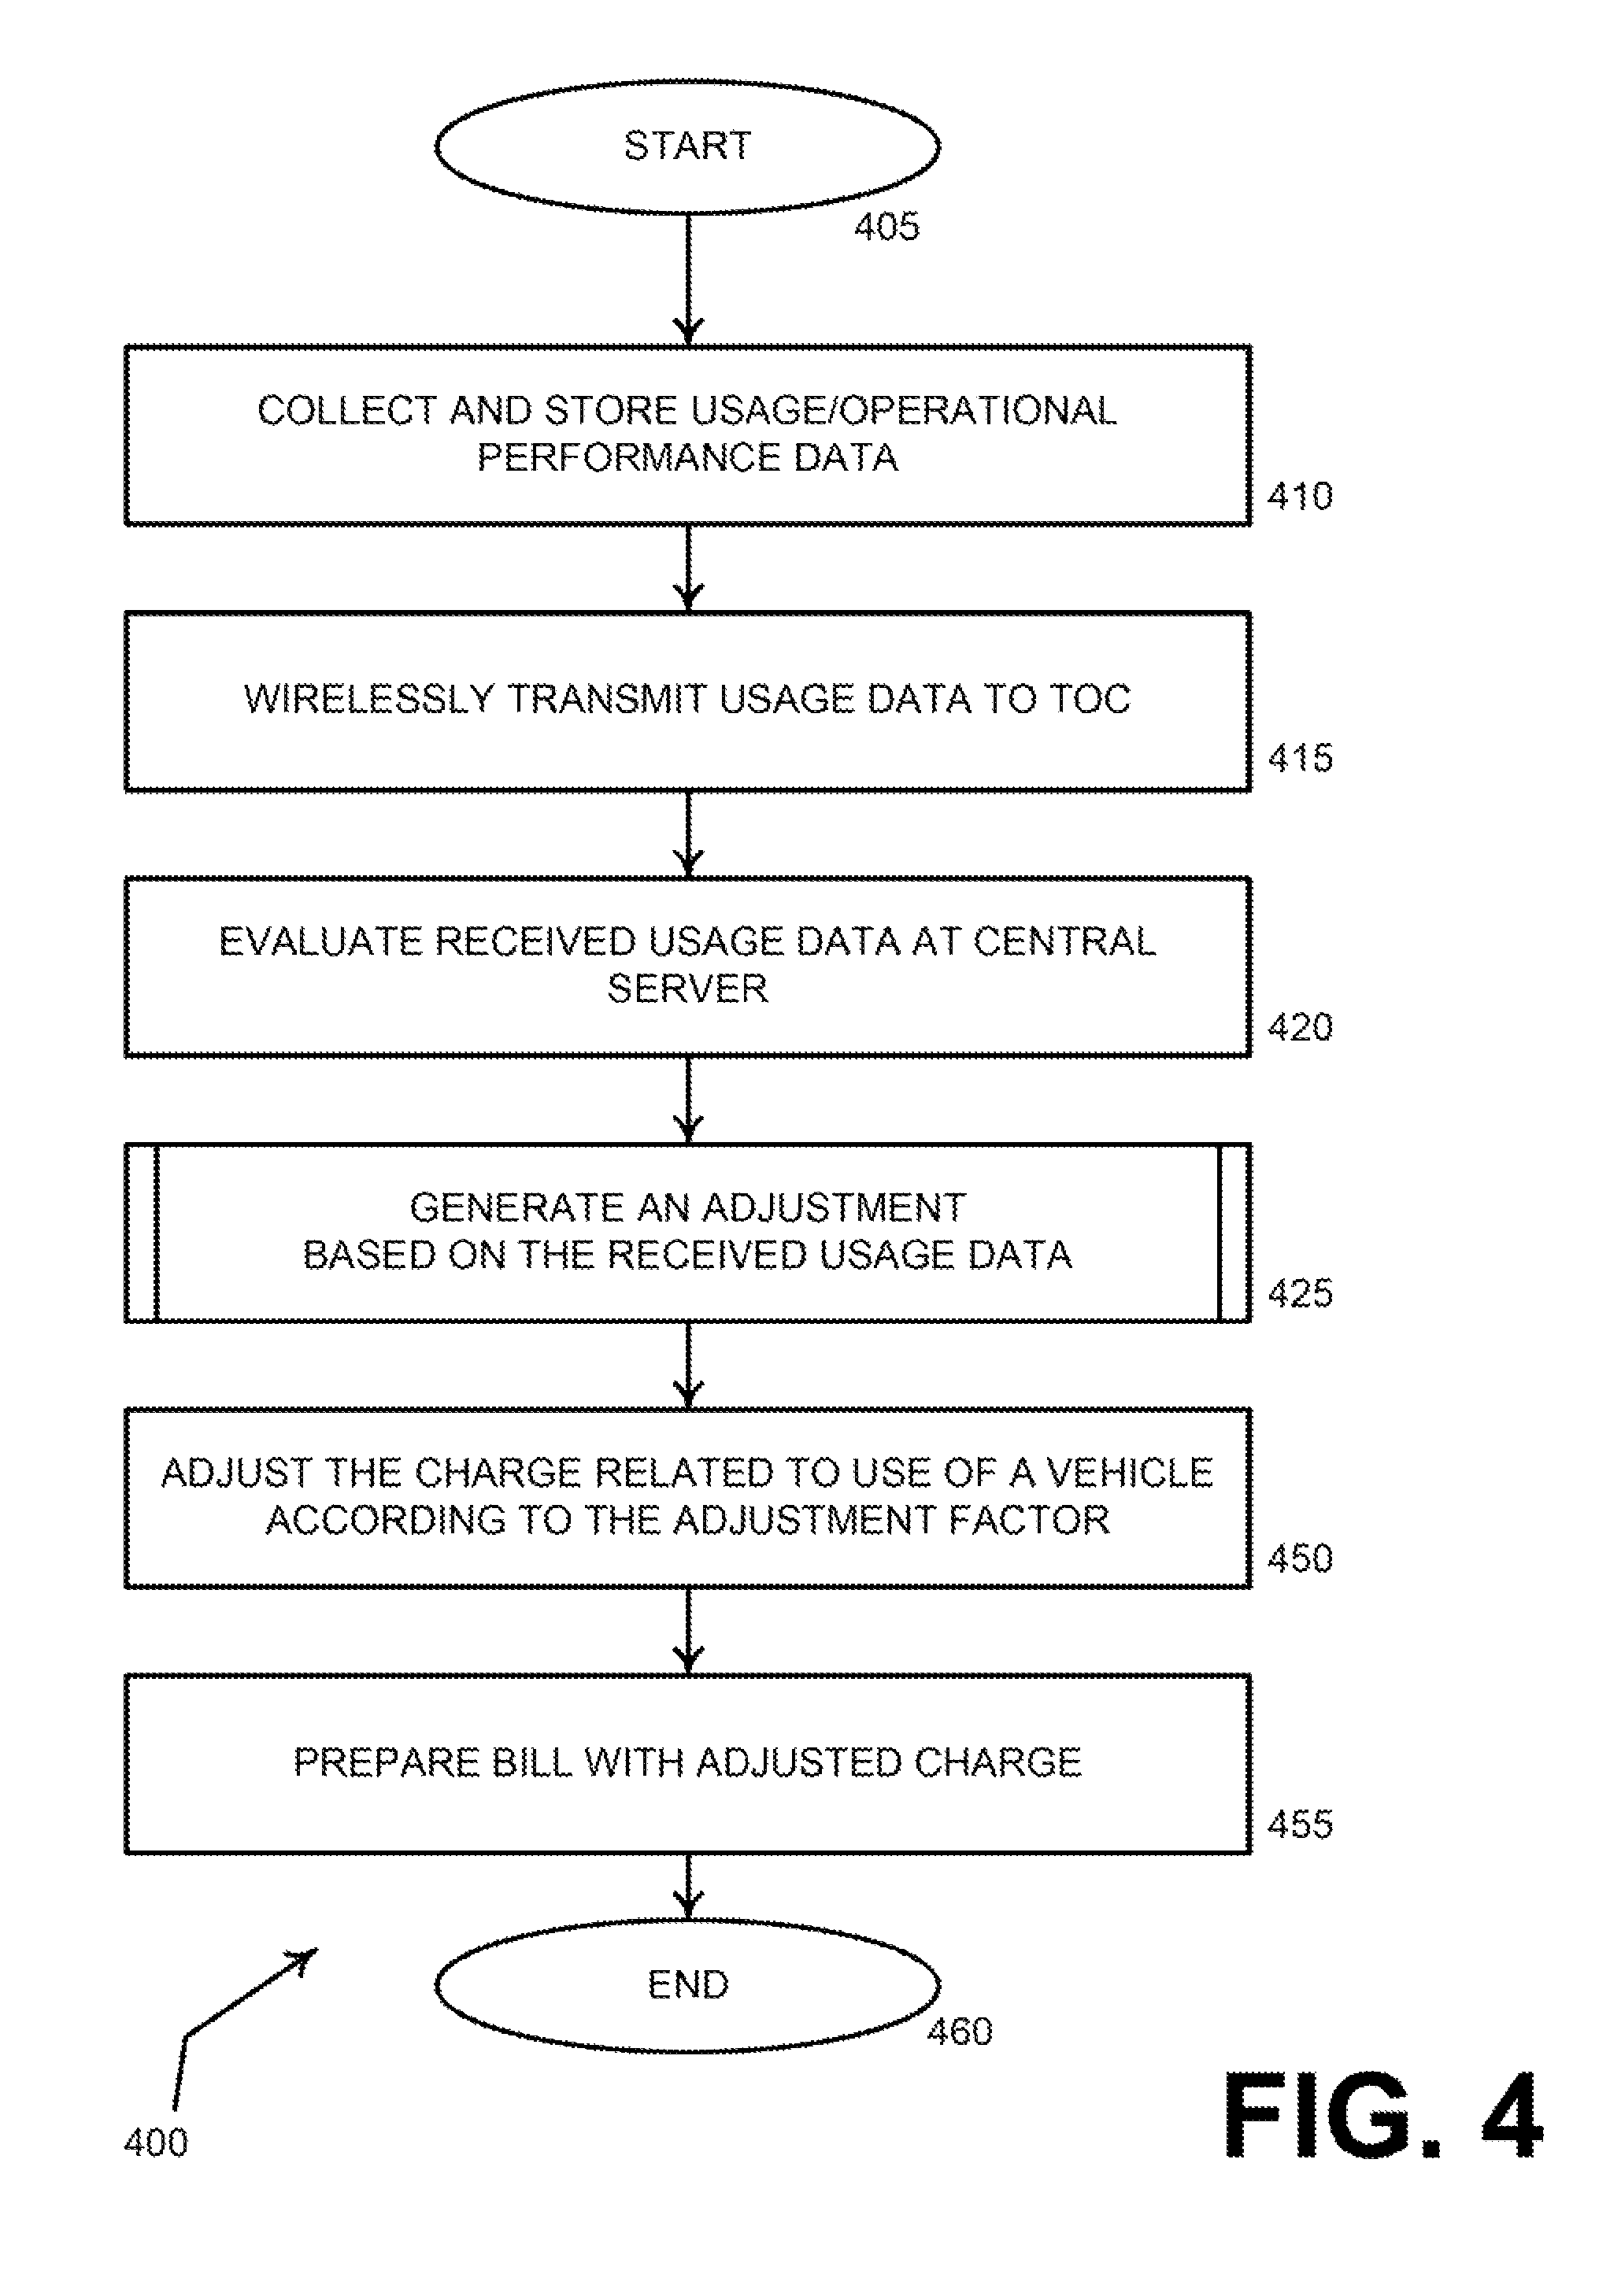 START
405
COLLECT AND STORE USAGE/OPERATIONAL
PERFORMANCE DATA
410
WIRELESSLY TRANSMIT USAGE DATA TO TOC
415
EVALUATE RECEIVED USAGE DATA AT CENTRAL
SERVER
420
GENERATE AN ADJUSTMENT
BASED ON THE RECEIVED USAGE DATA
425
ADJUST THE CHARGE RELATED TO USE OF A VEHICLE
ACCORDING TO THE ADJUSTMENT FACTOR
450
PREPARE BILL WITH ADJUSTED CHARGE
455
END
460
400
FIG. 4